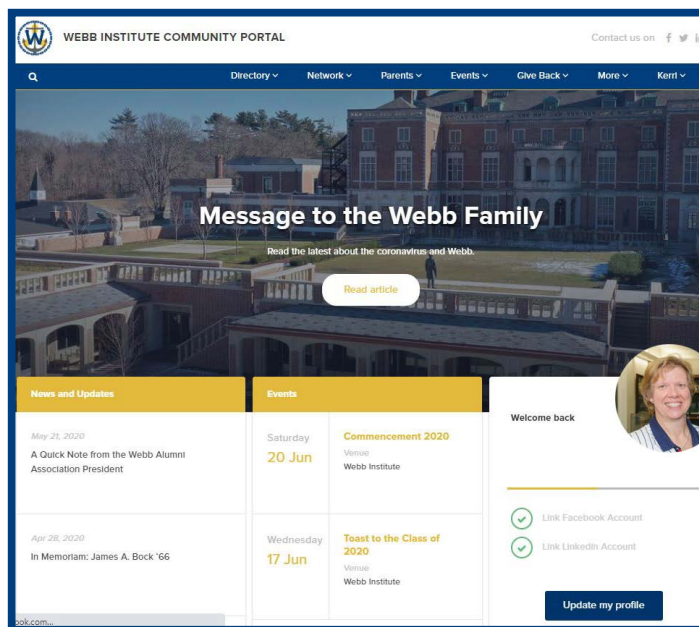 W
WEBB INSTITUTE COMMUNITY PORTAL
Contact us on
Directory Network Parents Events Give Back More Kerri
Message to the Webb Family
Read the latest about the coronavirus and Webb.
Read article
News and Updates
May 21, 2020
A Quick Note from the Webb Alumni
Association President
Apr 28, 2020
In Memoriam: James A. Bock '66
Events
Saturday
20 Jun
Commencement 2020
Venue
Webb Institute
Wednesday
17 Jun
Toast to the Class of
2020
Venue
Webb Institute
Welcome back
Link Facebook Account
Link LinkedIn Account
Update my profile
ook.com...